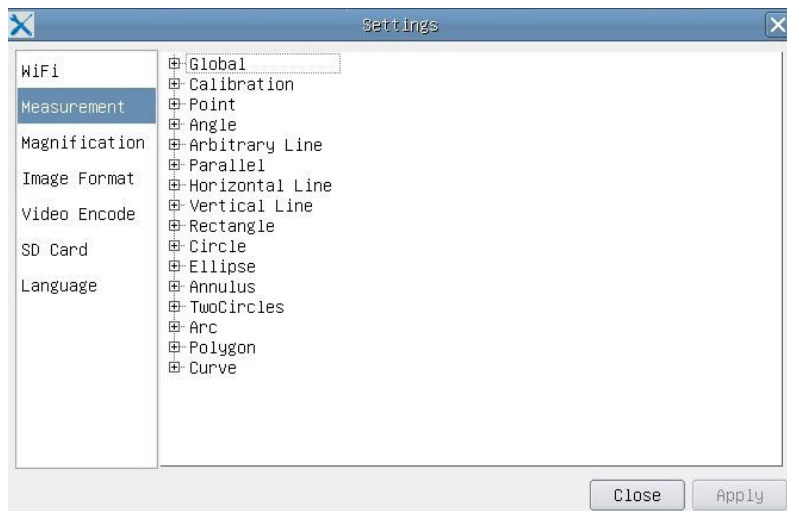 Settings
WiFi
Measurement
Magnification
Image Format
Video Encode
SD Card
Language
Global
Calibration
Point
Angle
Arbitrary Line
Parallel
Horizontal Line
Vertical Line
Rectangle
Circle
Ellipse
Annulus
TwoCircles
Arc
Polygon
Curve
Close
Apply